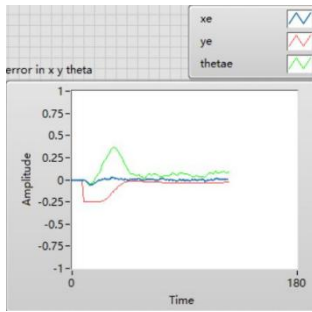 xe
ye
thetae
error in x y theta
Amplitude
1
0.75
0.5
0.25
0
-0.25
-0.5
-0.75
-1
0
180
Time